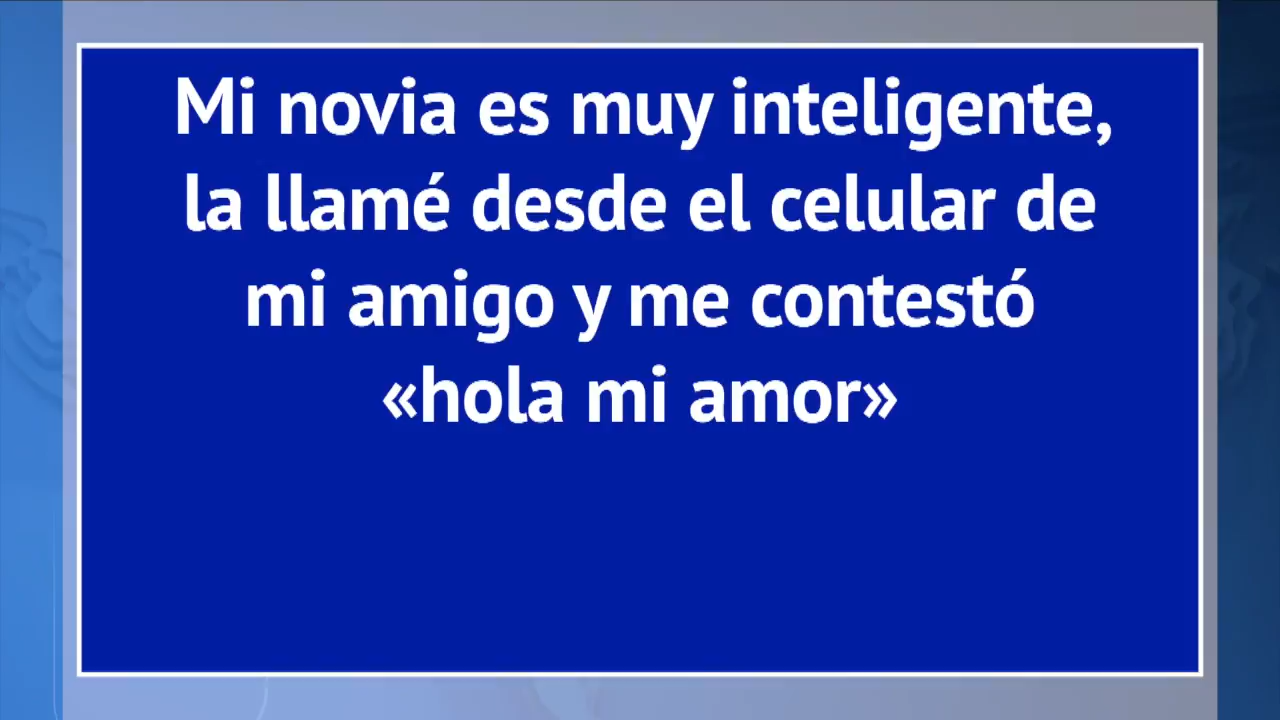 Mi novia es muy inteligente,
la llamé desde el celular de
mi amigo y me contestó
«hola mi amor»